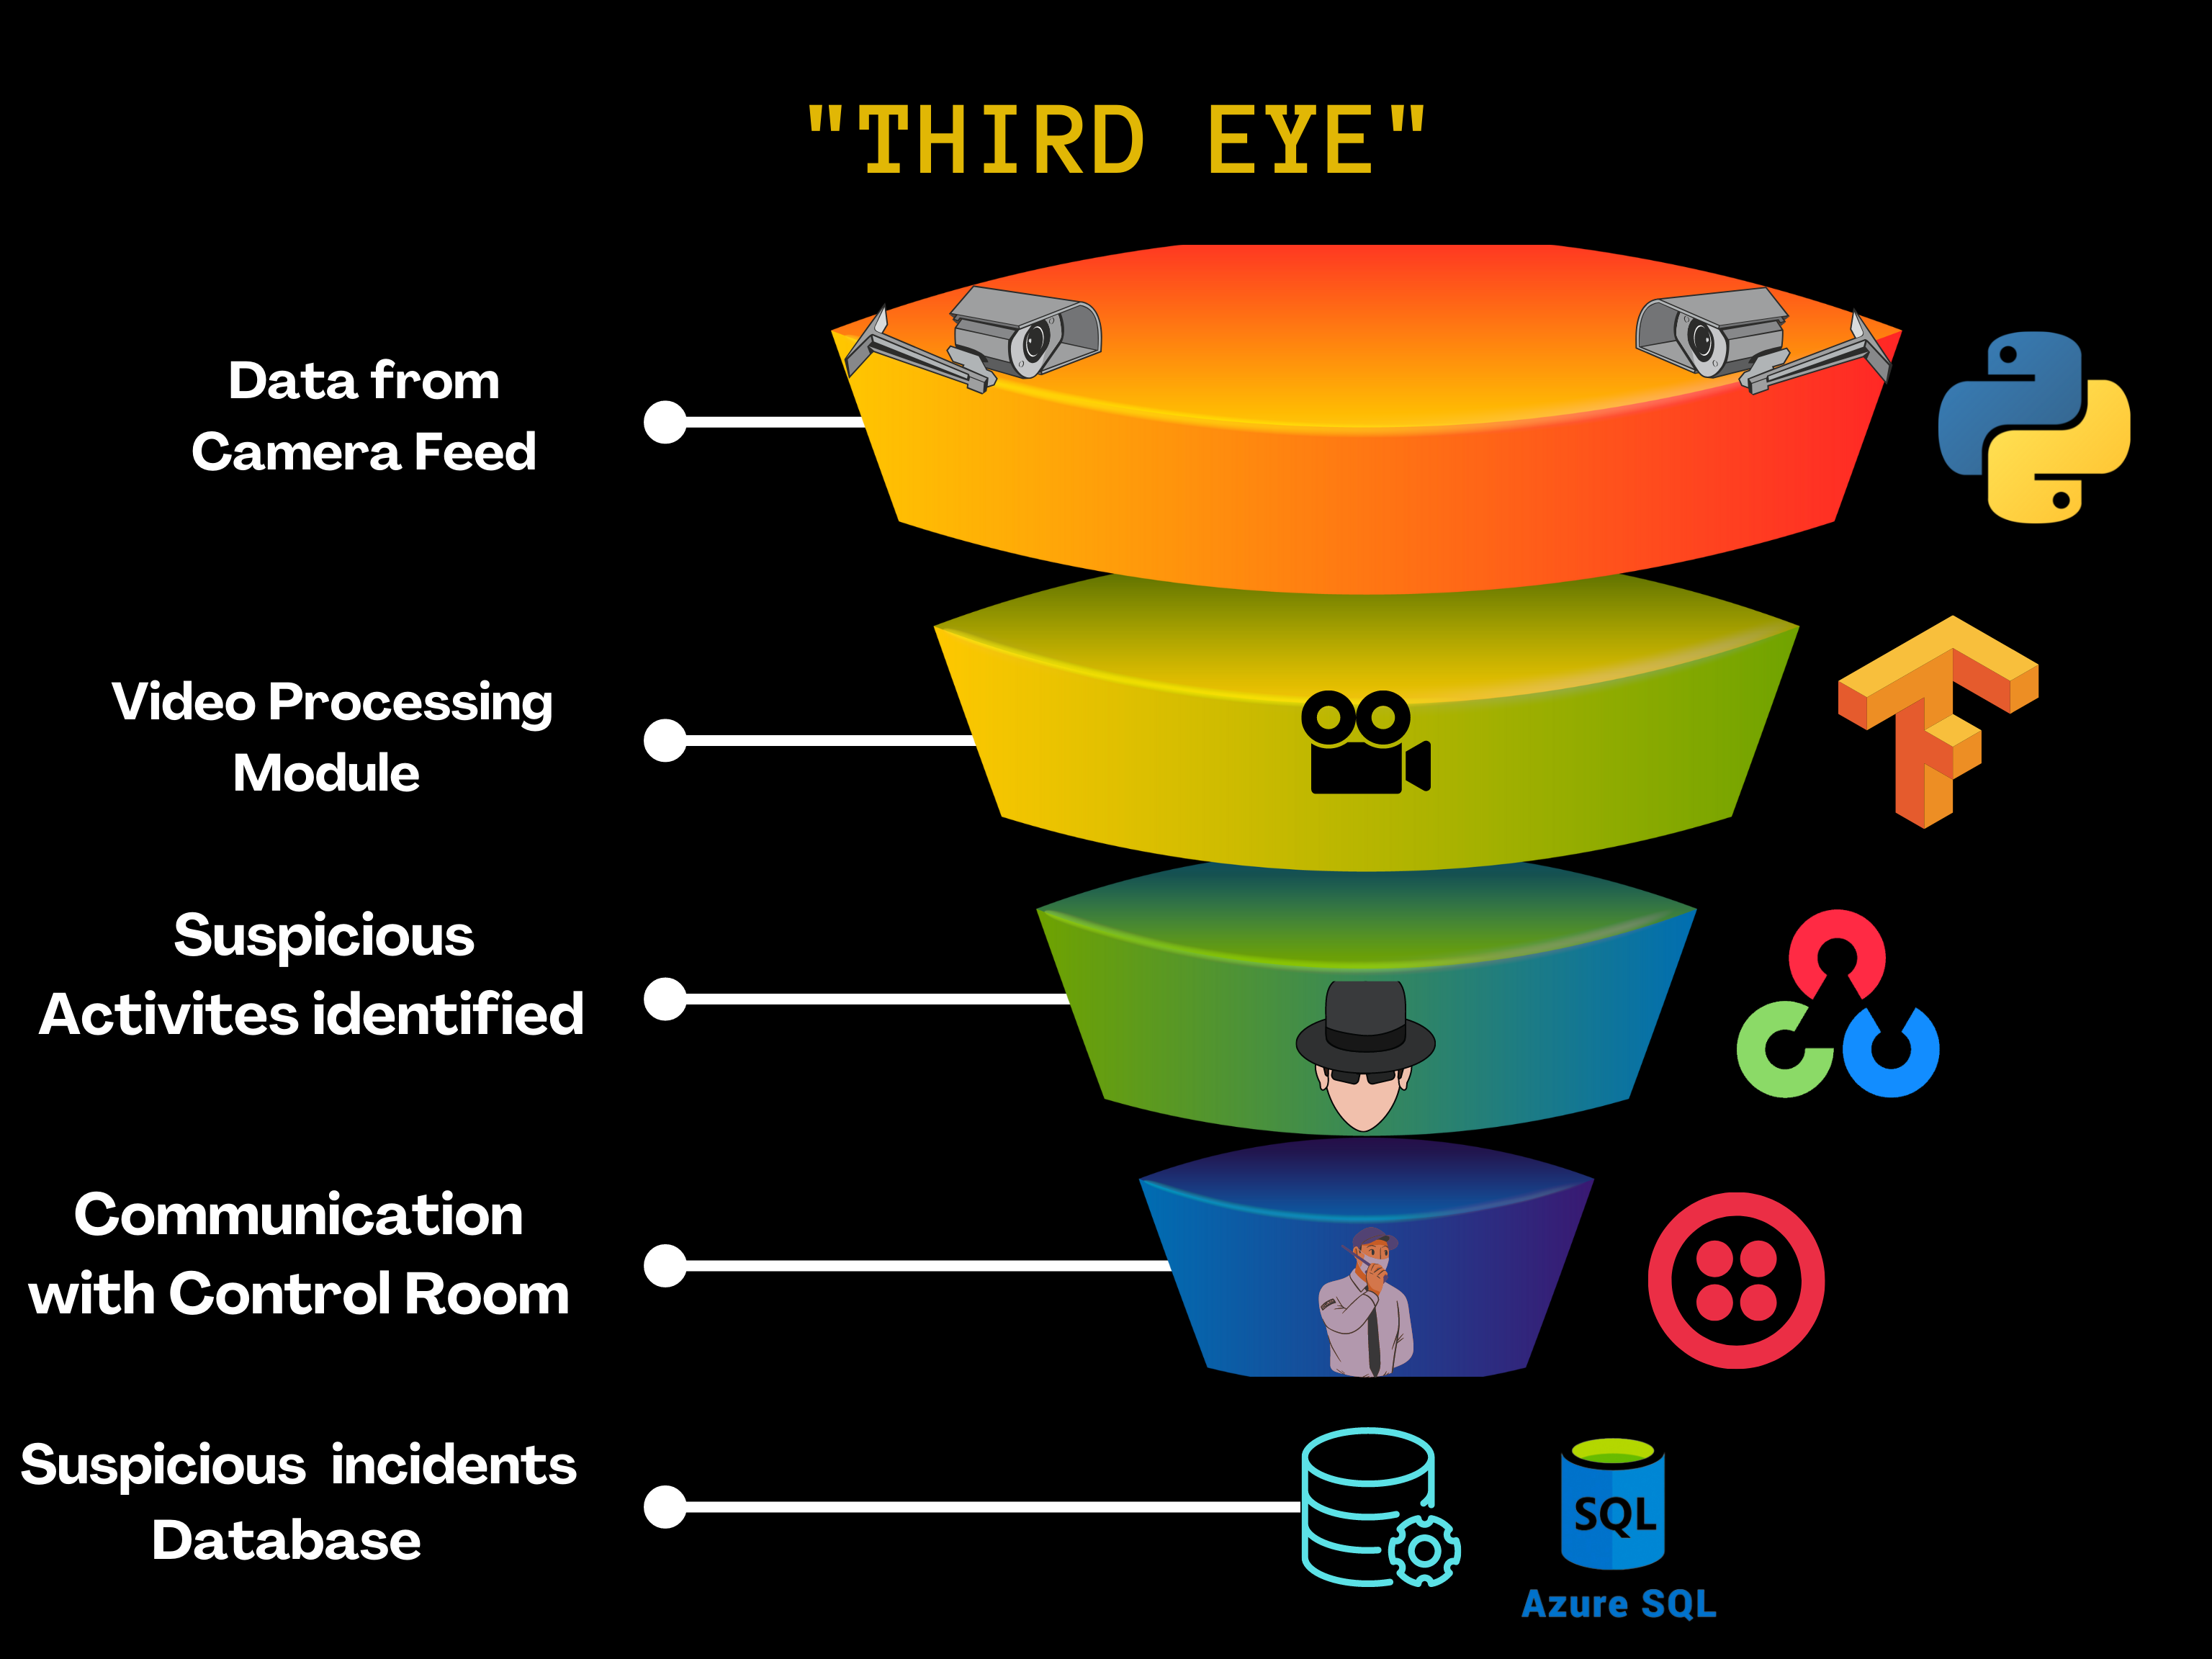 "THIRD EYE"
Data from
Camera Feed
Video Processing
Module
Suspicious
Activites identified
Communication
with Control Room
Suspicious incidents
Database
SQL
Azure SQL